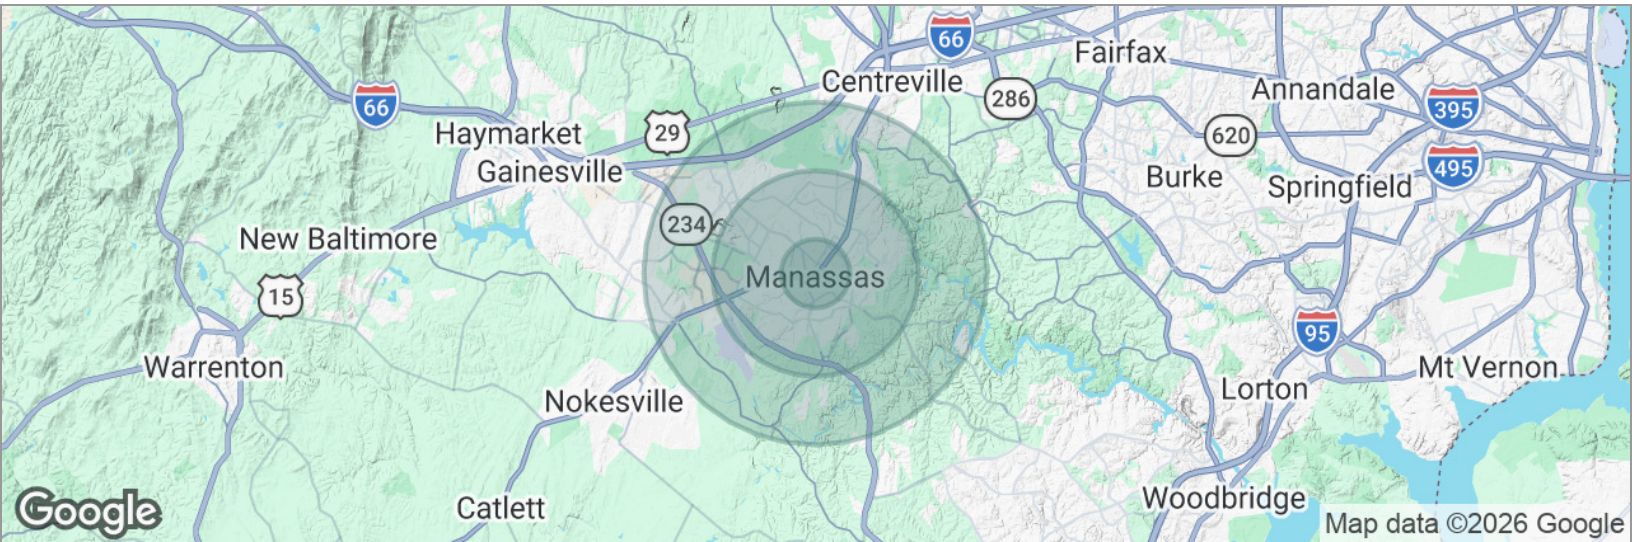 66
Fairfax
Centreville
286
Annandale
66
395
29
620
Haymarket
495
Gainesville
Burke
Springfield
234
New Baltimore
Manassas
15
95
Warrenton
Mt Vernon
Lorton
Nokesville
Woodbridge
Catlett
Google
Map data ©2026 Google